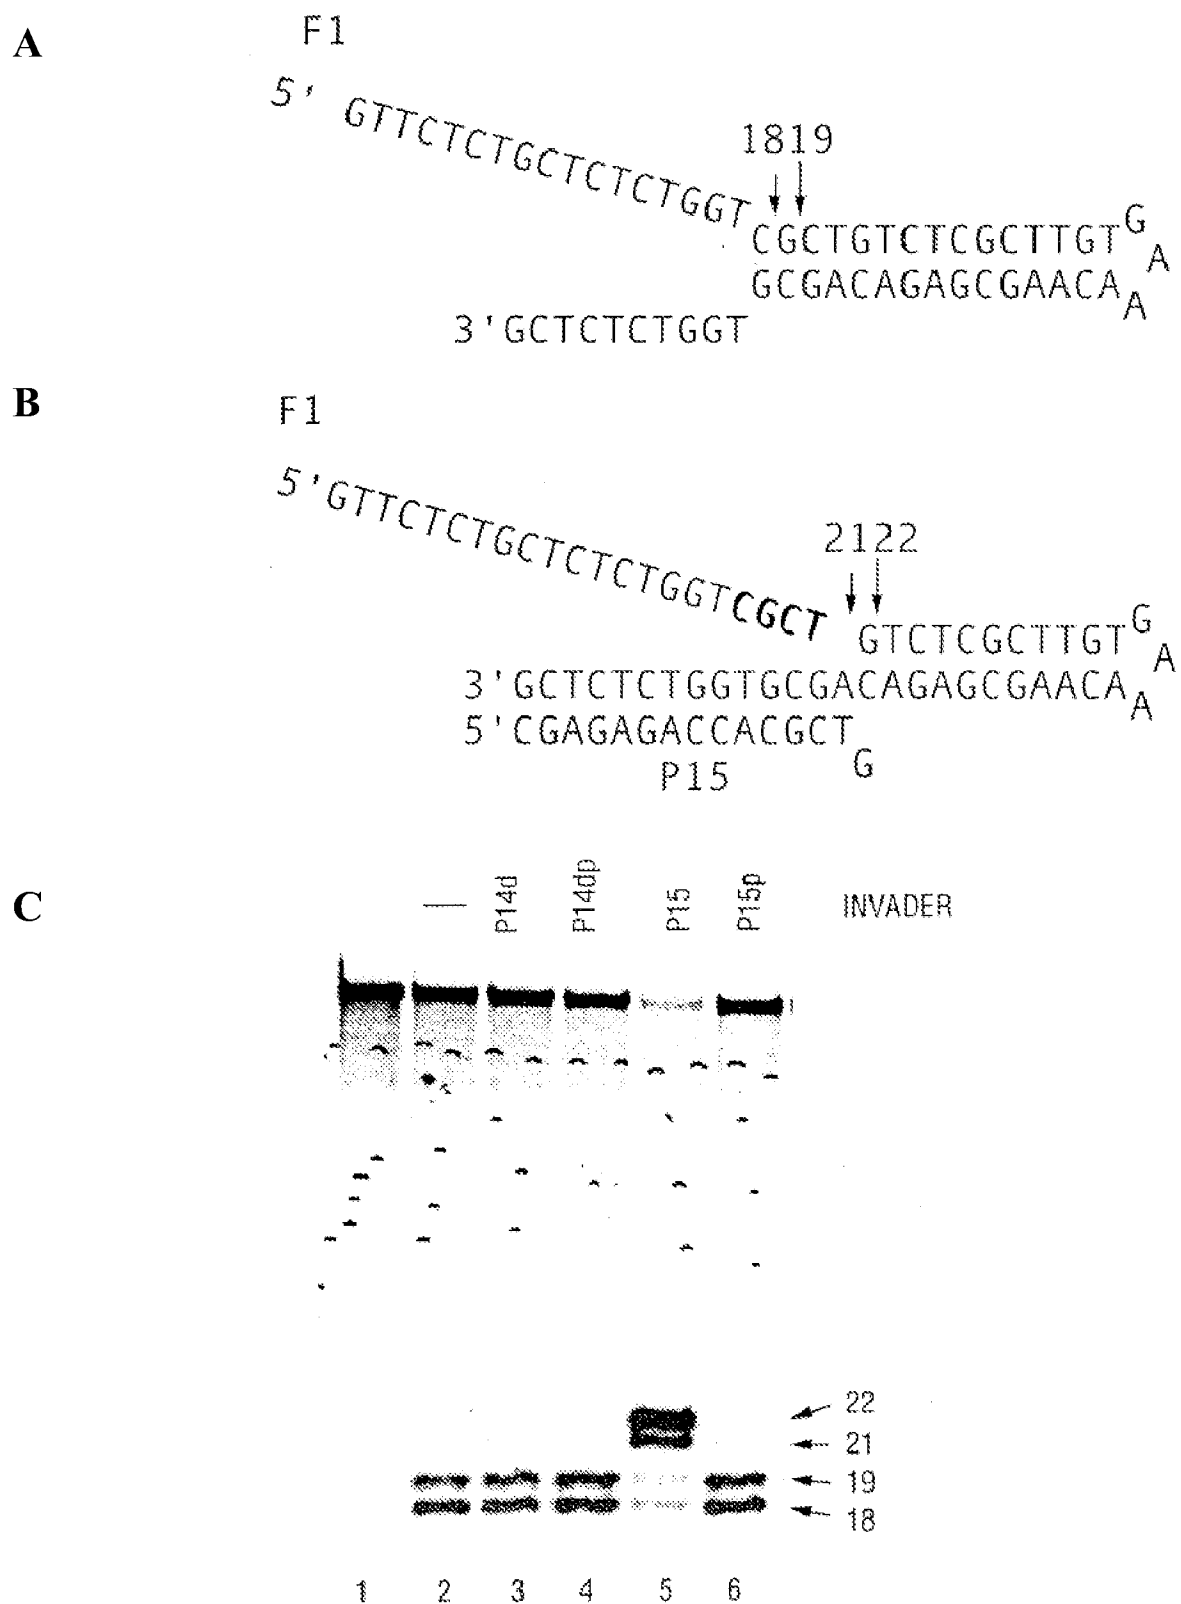 A
F1
5' GTTCTCTGCTCTCTGGT
1819
CGCTGTCTCGCTTGT
G
A
A
GCGACAGAGCGAACA
3'GCTCTCTGGT
B
F1
5'GTTCTCTGCTCTCTGGTCGCT
2122
GTCTCGCTTGT
G
A
A
3'GCTCTCTGGTGCGACAGAGCGAACA
5'CGAGAGACCACGCT
G
P15
C
— P14d P14dp P15 P15p INVADER
22
21
19
18
1 2 3 4 5 6